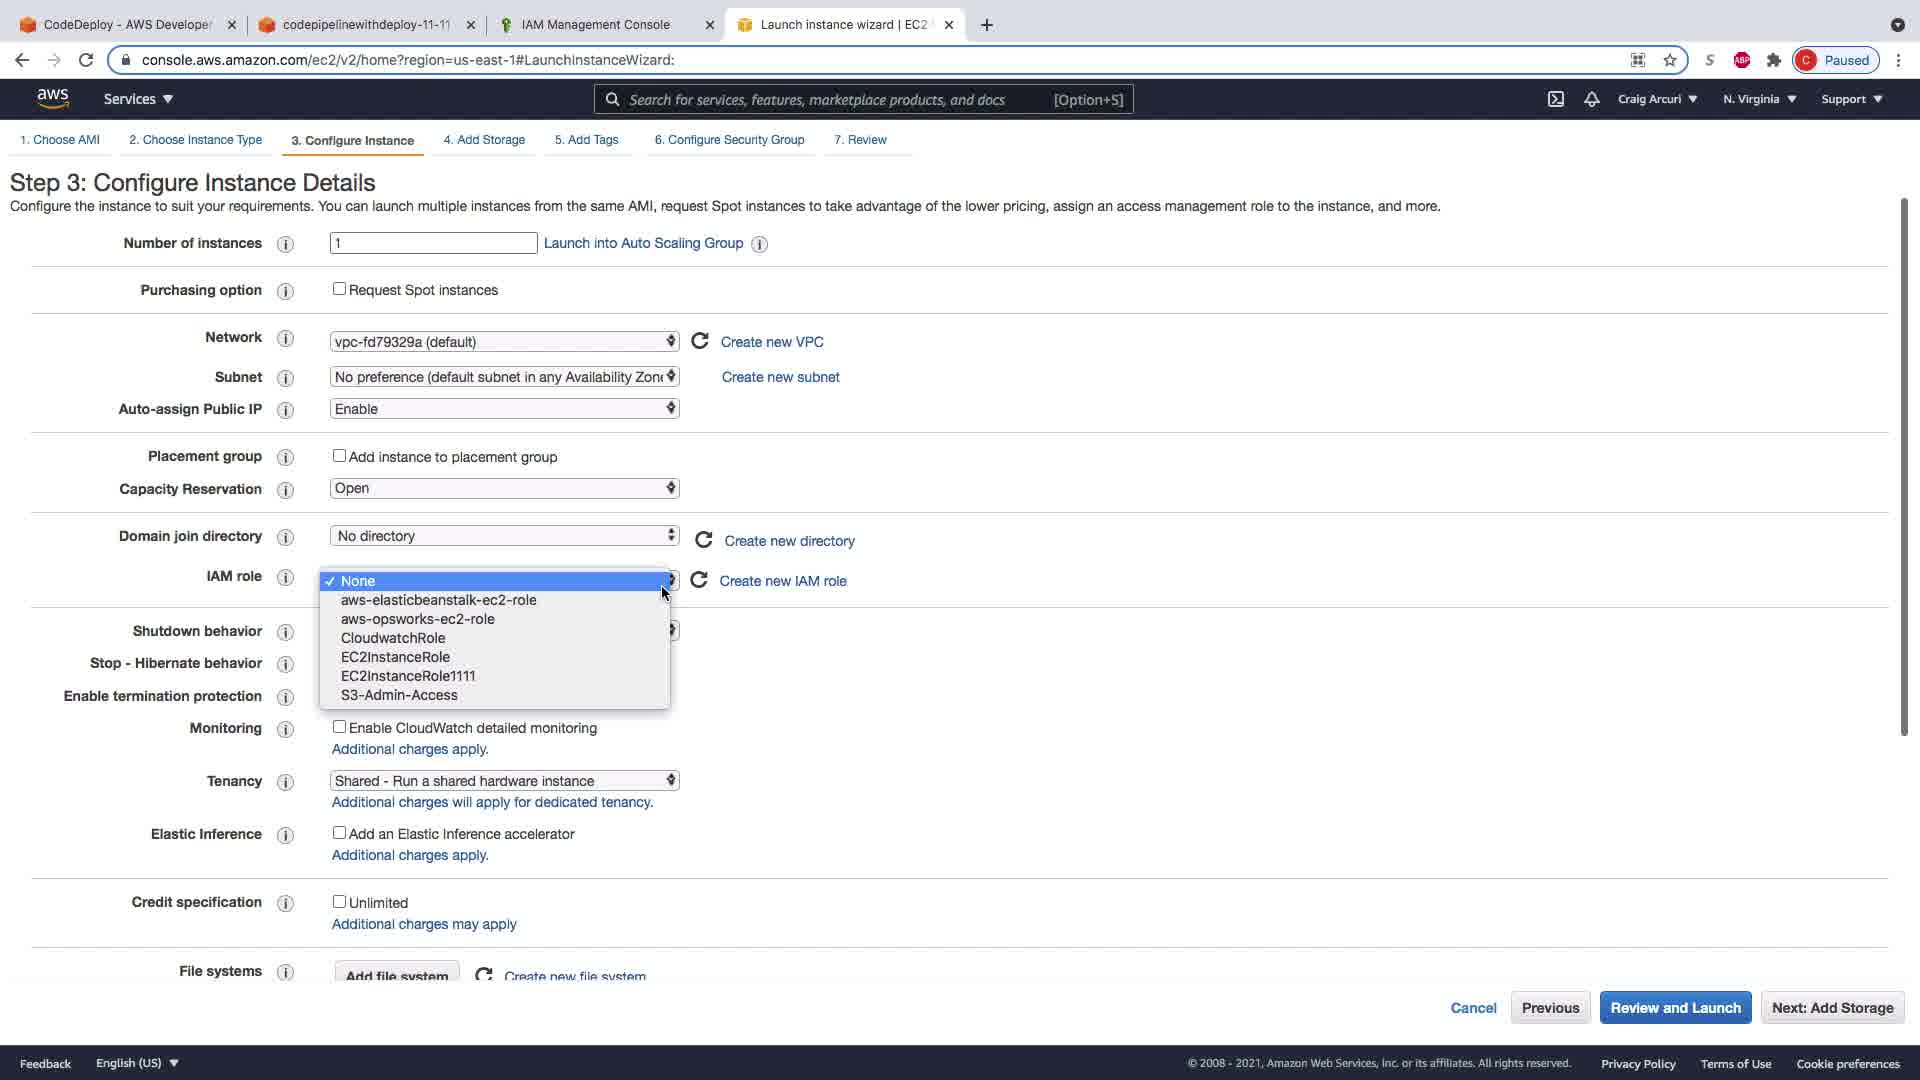 CodeDeploy - AWS Developer
codepipelinewithdeploy-11-11
IAM Management Console
Launch instance wizard | EC2
console.aws.amazon.com/ec2/v2/home?region=us-east-1#LaunchInstanceWizard:
S
ABP
C
Paused
aws
Services
Search for services, features, marketplace products, and docs
[Option+S]
Craig Arcuri
N. Virginia
Support
1. Choose AMI
2. Choose Instance Type
3. Configure Instance
4. Add Storage
5. Add Tags
6. Configure Security Group
7. Review
Step 3: Configure Instance Details
Configure the instance to suit your requirements. You can launch multiple instances from the same AMI, request Spot instances to take advantage of the lower pricing, assign an access management role to the instance, and more.
Number of instances
1
Launch into Auto Scaling Group
Purchasing option
Request Spot instances
Network
vpc-fd79329a (default)
Create new VPC
Subnet
No preference (default subnet in any Availability Zone
Create new subnet
Auto-assign Public IP
Enable
Placement group
Add instance to placement group
Capacity Reservation
Open
Domain join directory
No directory
Create new directory
IAM role
None
Create new IAM role
aws-elasticbeanstalk-ec2-role
aws-opsworks-ec2-role
CloudwatchRole
EC2InstanceRole
EC2InstanceRole1111
S3-Admin-Access
Shutdown behavior
Stop - Hibernate behavior
Enable termination protection
Monitoring
Enable CloudWatch detailed monitoring
Additional charges apply.
Tenancy
Shared - Run a shared hardware instance
Additional charges will apply for dedicated tenancy.
Elastic Inference
Add an Elastic Inference accelerator
Additional charges apply.
Credit specification
Unlimited
Additional charges may apply
File systems
Add file system
Create new file system
Cancel
Previous
Review and Launch
Next: Add Storage
Feedback
English (US)
© 2008 - 2021, Amazon Web Services, Inc. or its affiliates. All rights reserved.
Privacy Policy
Terms of Use
Cookie preferences